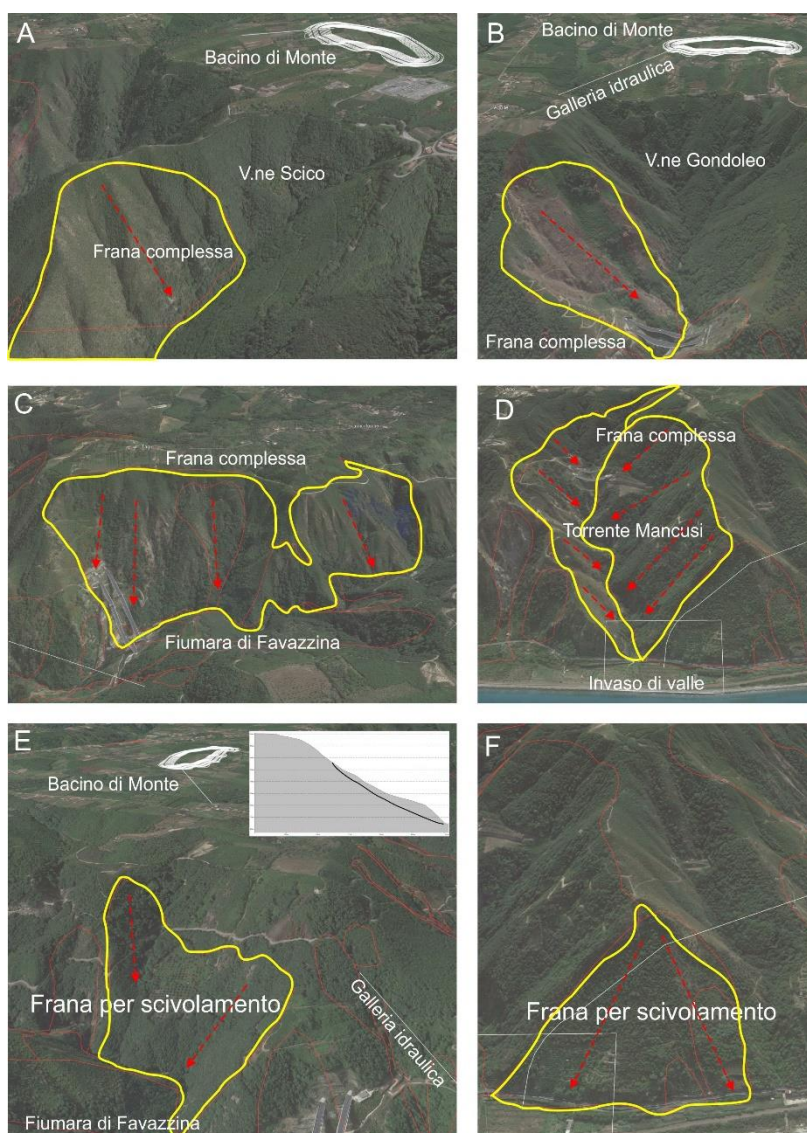 A
Bacino di Monte
V.ne Scico
Frana complessa
B
Bacino di Monte
Galleria idraulica
V.ne Gondoleo
Frana complessa
C
Frana complessa
Fiumara di Favazzina
D
Frana complessa
Torrente Mancusi
Invaso di valle
E
Bacino di Monte
Frana per scivolamento
Galleria idraulica
Fiumara di Favazzina
F
Frana per scivolamento